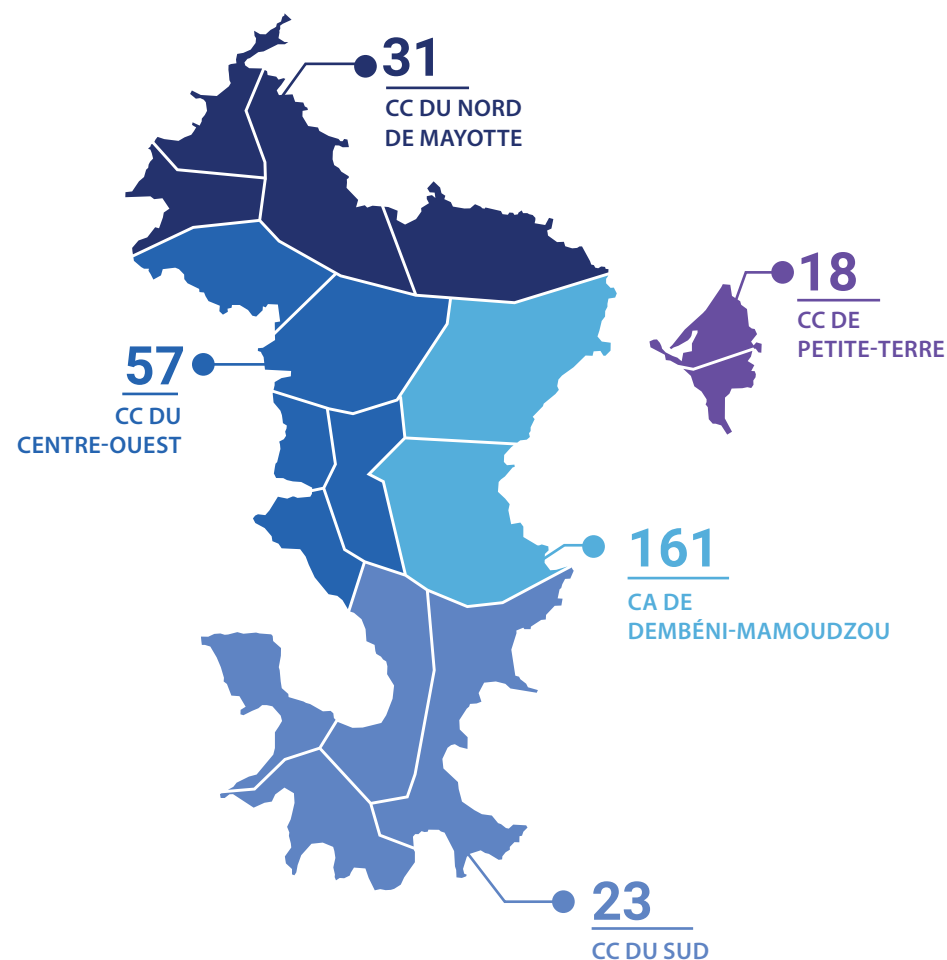 31
CC DU NORD
DE MAYOTTE
18
CC DE
PETITE-TERRE
57
CC DU
CENTRE-OUEST
161
CA DE
DEMBÉNI-MAMOUDZOU
23
CC DU SUD